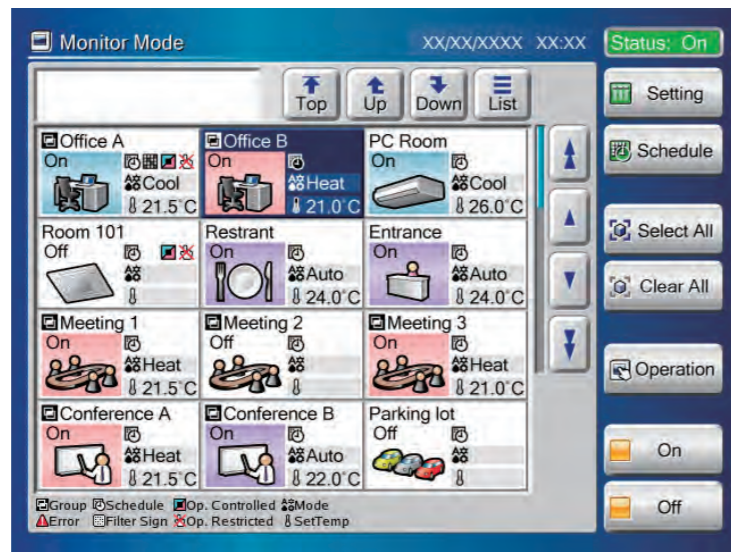 Monitor Mode XX/XX/XXXX XX:XX Status: On
Top Up Down List
Setting
Schedule
Select All
Clear All
Operation
On
Off
Office A
On
Cool
21.5°C
Office B
On
Heat
21.0°C
PC Room
On
Cool
26.0°C
Room 101
Off
Restrant
On
Auto
24.0°C
Entrance
On
Auto
24.0°C
Meeting 1
On
Heat
21.5°C
Meeting 2
Off
Meeting 3
On
Heat
21.0°C
Conference A
On
Heat
21.5°C
Conference B
On
Auto
22.0°C
Parking lot
Off
Group Schedule Op. Controlled Mode
Error Filter Sign Op. Restricted SetTemp